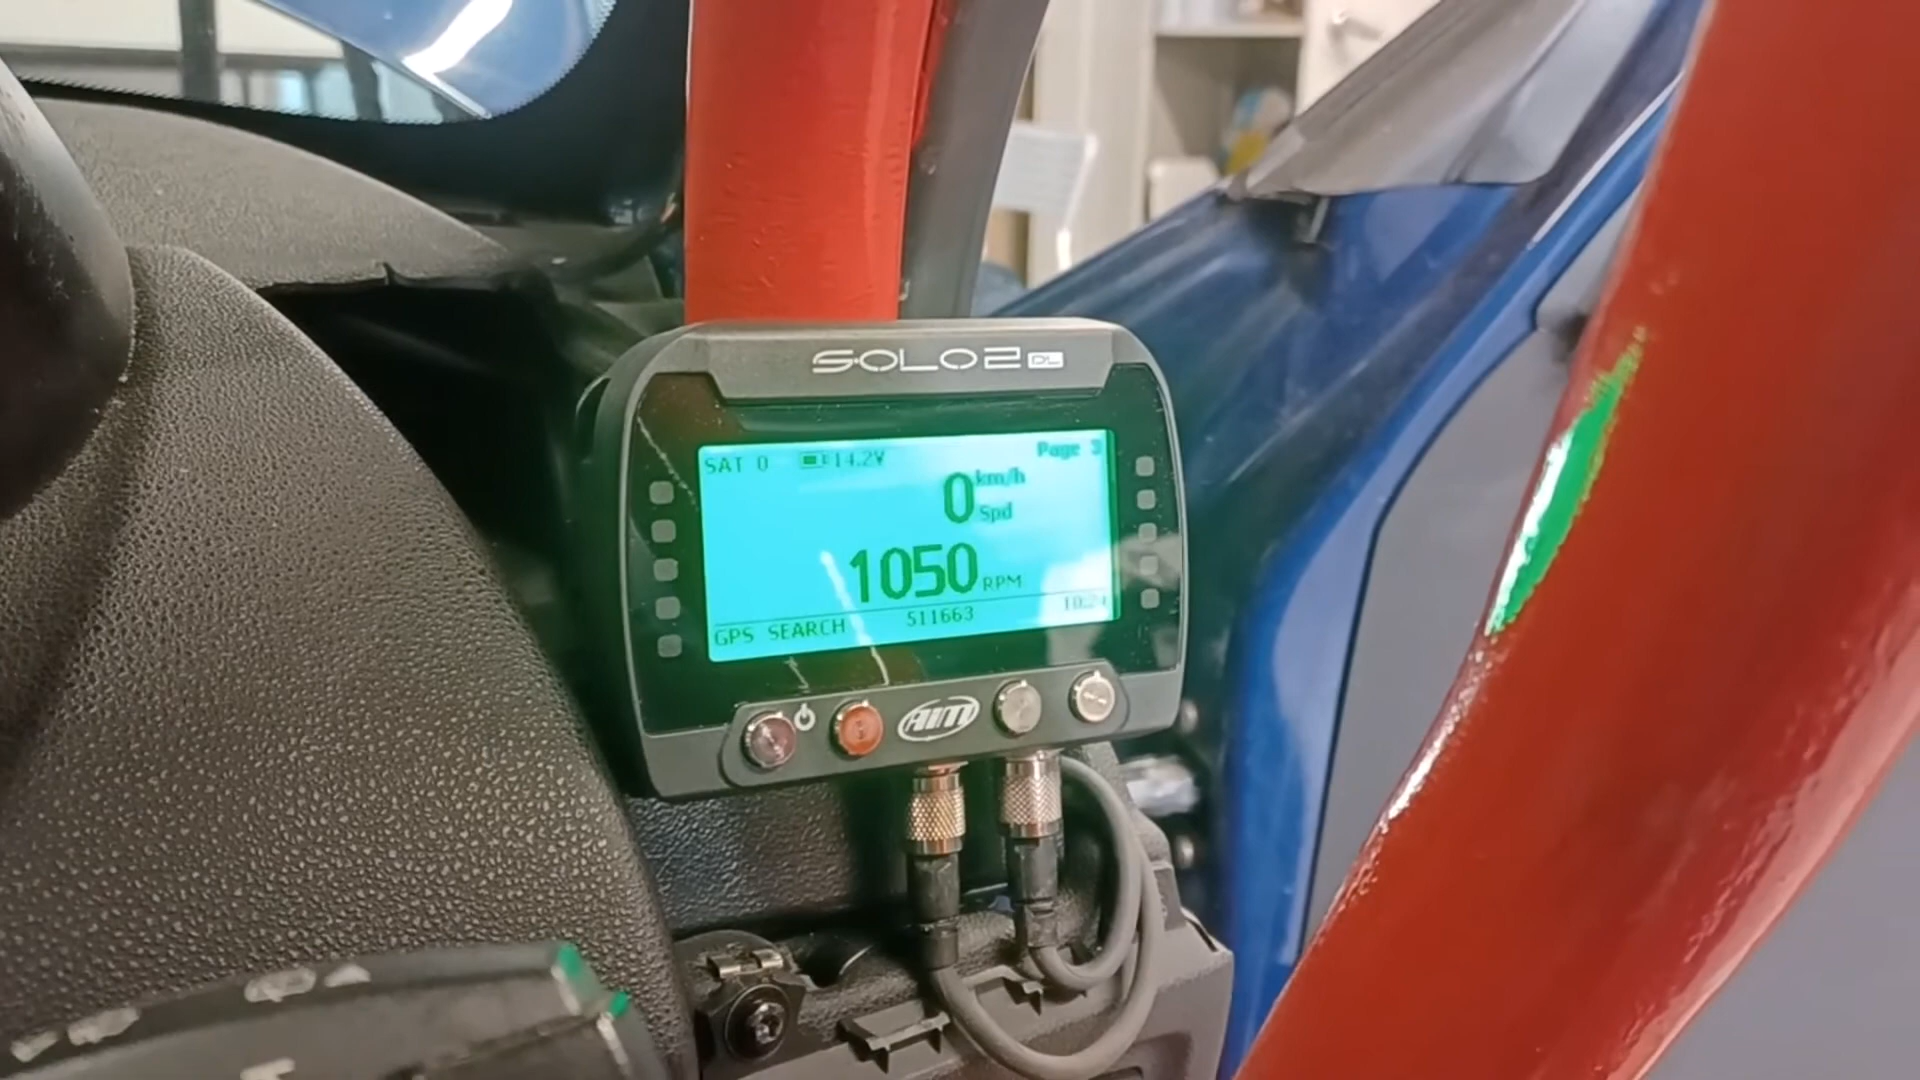 SOLO2 DL
SAT 0 14.2V Page 3
0 km/h
Spd
1050 RPM
GPS SEARCH 511663
AIM